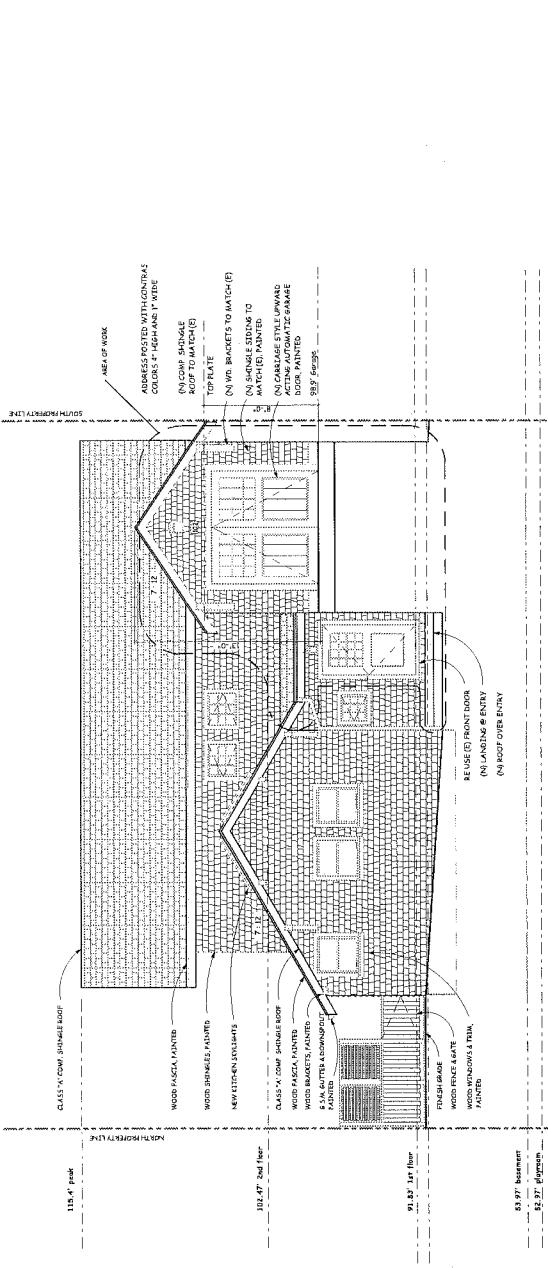 SOUTH PROPERTY LINE
AREA OF WORK
ADDRESS POSTED WITH CONTRAS
COLORS 4" HIGH AND 1" WIDE
(N) COMP SHINGLE
ROOF TO MATCH (E)
TOP PLATE
(N) WD. BRACKETS TO MATCH (E)
(N) SHINGLE SIDING TO
MATCH (E), PAINTED
(N) CARRIAGE STYLE UPWARD
ACTING AUTOMATIC GARAGE
DOOR, PAINTED
98.9' Garage
8'-0"
7 : 12
7 : 12
RE USE (E) FRONT DOOR
(N) LANDING @ ENTRY
(N) ROOF OVER ENTRY
CLASS "A" COMP. SHINGLE ROOF
WOOD FASCIA, PAINTED
WOOD SHINGLES, PAINTED
NEW KITCHEN SKYLIGHTS
CLASS "A" COMP. SHINGLE ROOF
WOOD FASCIA, PAINTED
WOOD BRACKETS, PAINTED
G.S.M. GUTTER & DOWNSPOUT,
PAINTED
FINISH GRADE
WOOD FENCE & GATE
WOOD WINDOWS & TRIM,
PAINTED
NORTH PROPERTY LINE
115.4' peak
102.47' 2nd floor
91.83' 1st floor
83.97' basement
82.97' playroom